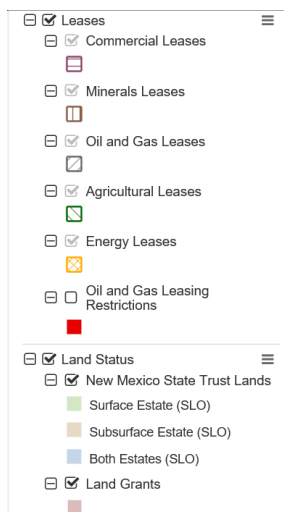 Leases
Commercial Leases
Minerals Leases
Oil and Gas Leases
Agricultural Leases
Energy Leases
Oil and Gas Leasing
Restrictions
Land Status
New Mexico State Trust Lands
Surface Estate (SLO)
Subsurface Estate (SLO)
Both Estates (SLO)
Land Grants